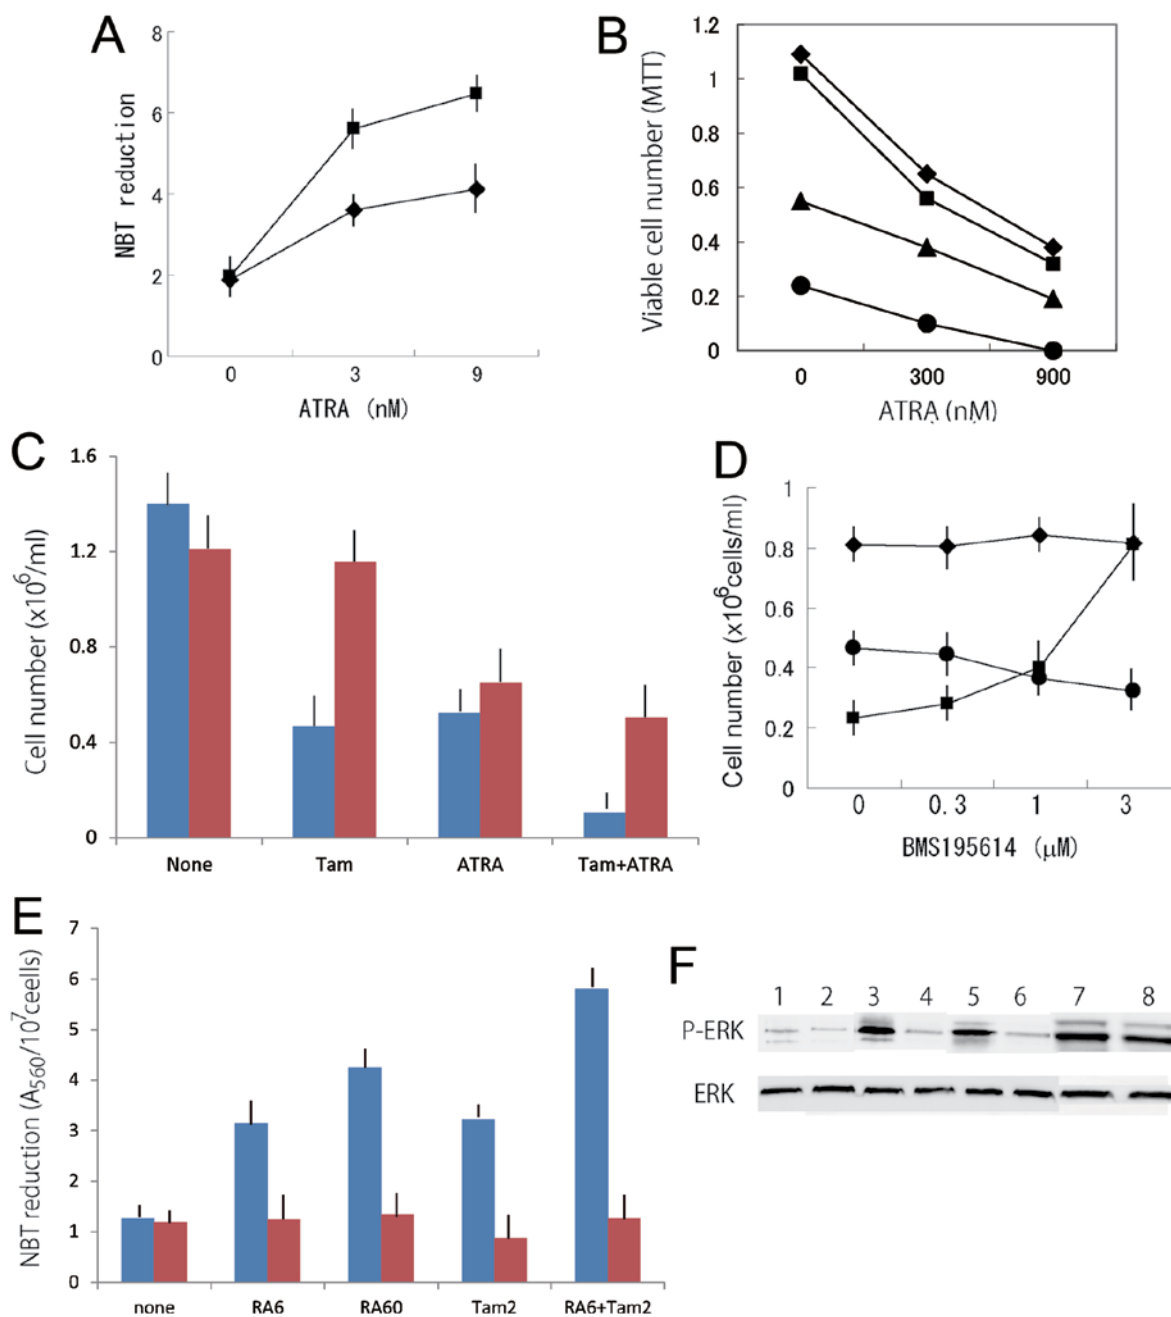 A
8
6
4
2
0
NBT reduction
0 3 9
ATRA (nM)
B
1.2
1
0.8
0.6
0.4
0.2
0
Viable cell number (MTT)
0 300 900
ATRA (nM)
C
1.6
1.2
0.8
0.4
0
Cell number (x10⁶/ml)
None Tam ATRA Tam+ATRA
D
1
0.8
0.6
0.4
0.2
0
Cell number (x10⁶cells/ml)
0 0.3 1 3
BMS195614 (μM)
E
7
6
5
4
3
2
1
0
NBT reduction (A₅₆₀/10⁷ceells)
none RA6 RA60 Tam2 RA6+Tam2
F
1 2 3 4 5 6 7 8
P-ERK
ERK